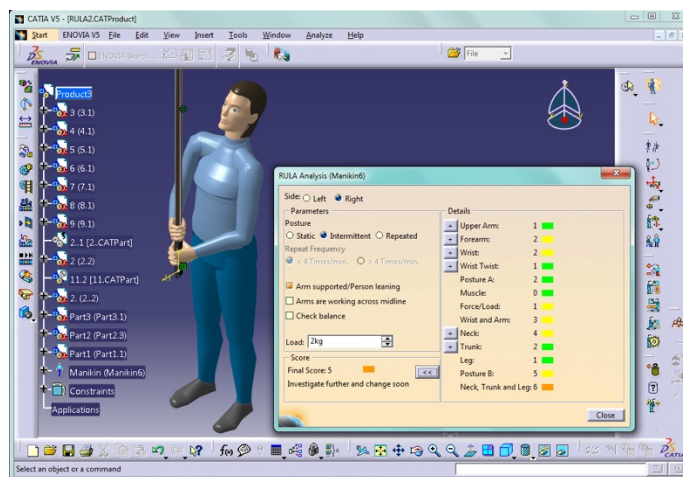 CATIA V5 - [RULA2.CATProduct]
Start ENOVIA V5 File Edit View Insert Tools Window Analyze Help
ENOVIA
ENOVIA-Search:
File
Product3
3 (3.1)
4 (4.1)
5 (5.1)
6 (6.1)
7 (7.1)
8 (8.1)
9 (9.1)
2..1 [2..CATPart]
2 (2.2)
11.2 [11.CATPart]
2. (2..2)
Part3 (Part3.1)
Part2 (Part2.3)
Part1 (Part1.1)
Manikin (Manikin6)
Constraints
Applications
RULA Analysis (Manikin6)
Side: Left Right
Parameters
Posture
Static Intermittent Repeated
Repeat Frequency
< 4 Times/min. > 4 Times/min.
Arm supported/Person leaning
Arms are working across midline
Check balance
Load: 2kg
Score
Final Score: 5
<<
Investigate further and change soon
Details
+ Upper Arm: 1
+ Forearm: 2
+ Wrist: 2
+ Wrist Twist: 1
Posture A: 2
Muscle: 0
Force/Load: 1
Wrist and Arm: 3
+ Neck: 4
+ Trunk: 2
Leg: 1
Posture B: 5
Neck, Trunk and Leg: 6
Close
f(x)
CATIA
Select an object or a command